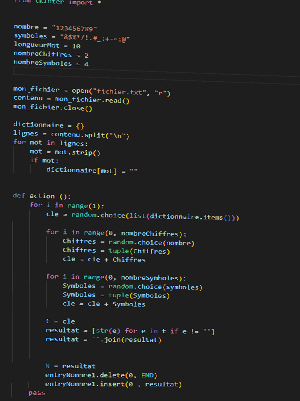 from tkinter import *
nombre = "123456789"
longueurMot = 10
nombreChiffres = 2
nombreSymboles = 4
mon_fichier = open("fichier.txt", "r")
contenu = mon_fichier.read()
mon_fichier.close()
dictionnaire = {}
lignes = contenu.split("\n")
for mot in lignes:
    mot = mot.strip()
    if mot:
        dictionnaire[mot] = ""
def action ():
    for i in range(1):
        cle = random.choice(list(dictionnaire.items()))
        for i in range(0, nombreChiffres):
            Chiffres = random.choice(nombre)
            Chiffres = tuple(Chiffres)
            cle = cle + Chiffres
        for i in range(0, nombreSymboles):
            Symboles = random.choice(symboles)
            Symboles = tuple(Symboles)
            cle = cle + Symboles
        t = cle
        resultat = [str(e) for e in t if e != ""]
        resultat = "".join(resultat)
        N = resultat
        entryNombre1.delete(0, END)
        entryNombre1.insert(0 , resultat)
    pass